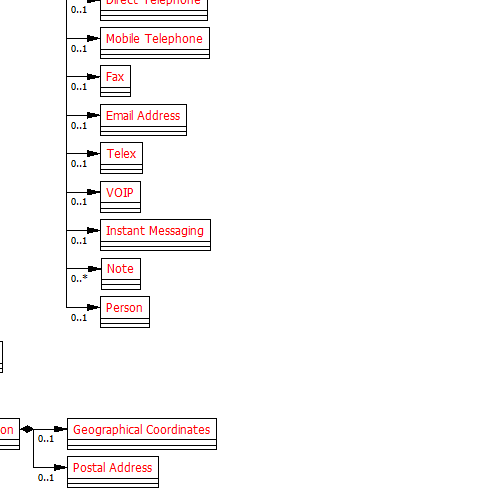 Direct Telephone
0..1
Mobile Telephone
0..1
Fax
0..1
Email Address
0..1
Telex
0..1
VOIP
0..1
Instant Messaging
0..1
Note
0..*
Person
0..1
on
Geographical Coordinates
0..1
Postal Address
0..1